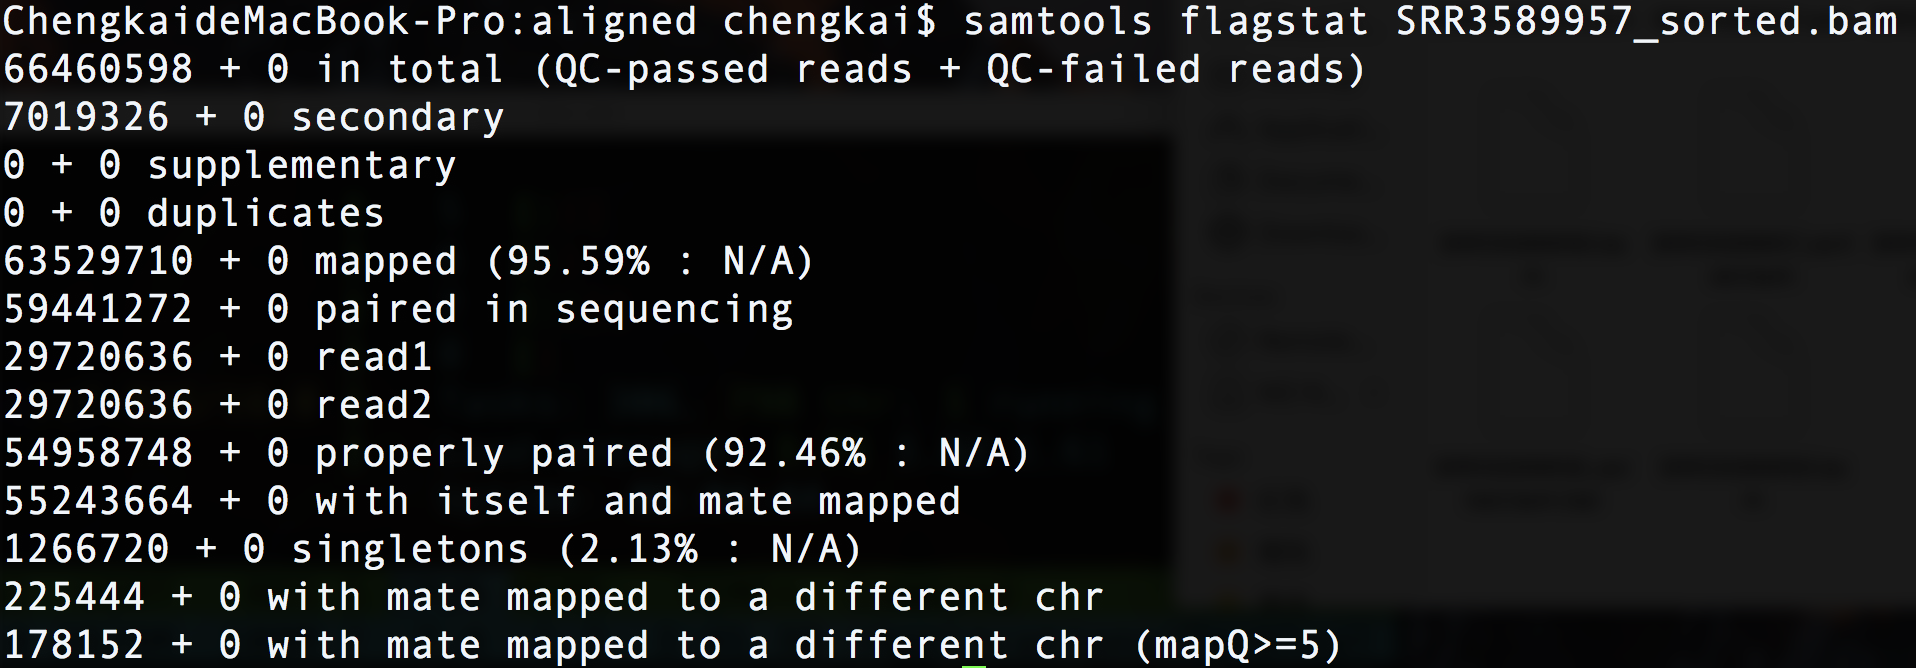 ChengkaideMacBook-Pro:aligned chengkai$ samtools flagstat SRR3589957_sorted.bam
66460598 + 0 in total (QC-passed reads + QC-failed reads)
7019326 + 0 secondary
0 + 0 supplementary
0 + 0 duplicates
63529710 + 0 mapped (95.59% : N/A)
59441272 + 0 paired in sequencing
29720636 + 0 read1
29720636 + 0 read2
54958748 + 0 properly paired (92.46% : N/A)
55243664 + 0 with itself and mate mapped
1266720 + 0 singletons (2.13% : N/A)
225444 + 0 with mate mapped to a different chr
178152 + 0 with mate mapped to a different chr (mapQ>=5)